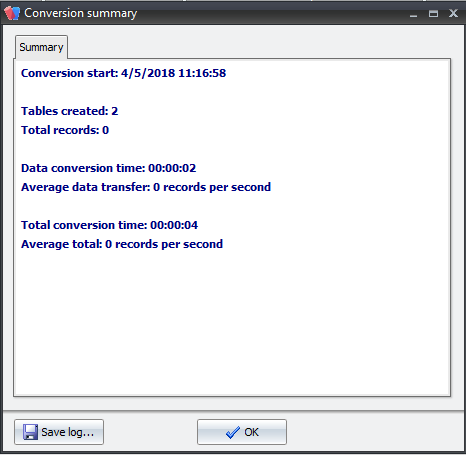 Conversion summary
Summary
Conversion start: 4/5/2018 11:16:58
Tables created: 2
Total records: 0
Data conversion time: 00:00:02
Average data transfer: 0 records per second
Total conversion time: 00:00:04
Average total: 0 records per second
Save log...
OK